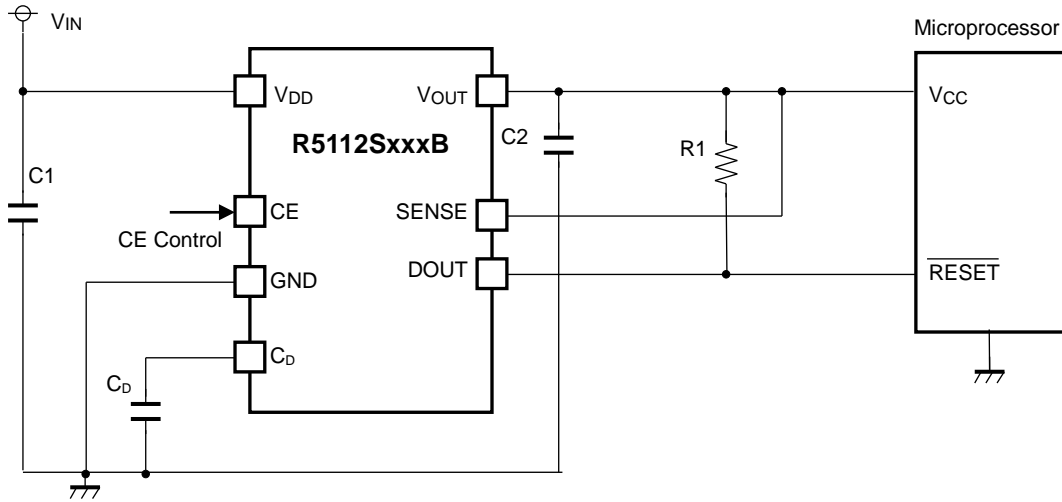 VIN
Microprocessor
VDD
VOUT
VCC
R5112SxxxB
C2
R1
C1
CE
SENSE
CE Control
DOUT
RESET
GND
CD
CD